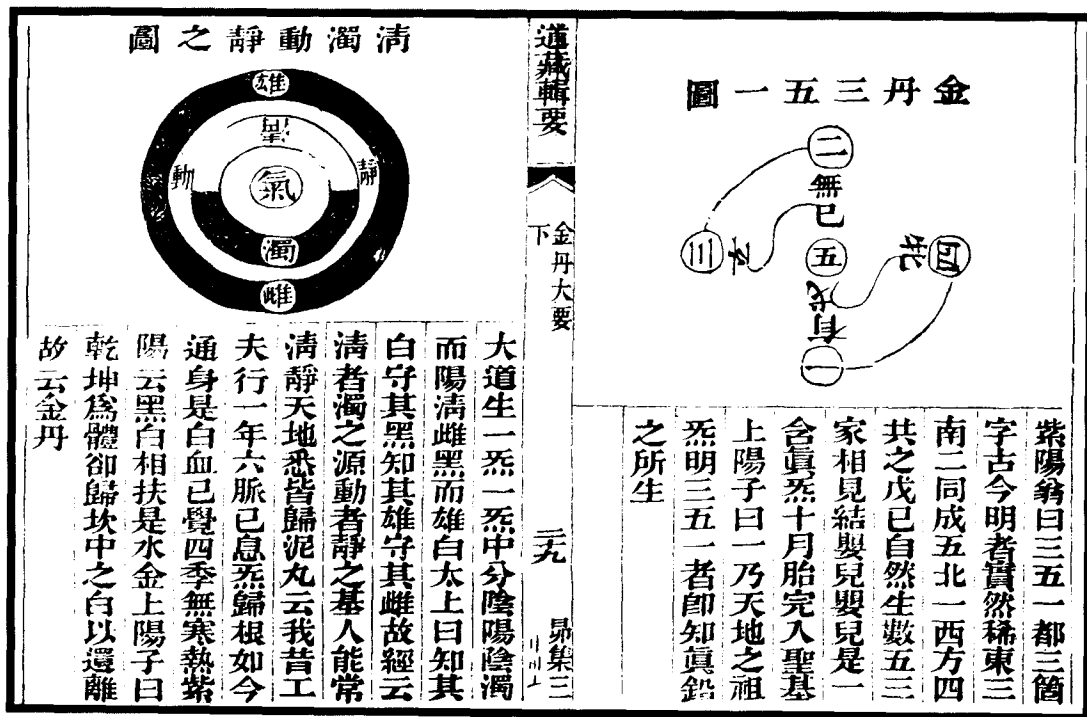 金丹三五一圖
二
無
己
三
五
四
戊
有
一
紫陽翁曰三五一都三箇
字古今明者實然稀東三
南二同成五北一西方四
共之戊己自然生數五三
家相見結嬰兒嬰兒是一
含眞炁十月胎完入聖基
上陽子曰一乃天地之祖
炁明三五一者卽知眞鉛
之所生
道藏輯要
金丹大要
下
三九
昴集三
清濁動靜之圖
雄
動
靜
氣
濁
雌
大道生一炁一炁中分陰陽陰濁
而陽清雌黑而雄白太上曰知其
白守其黑知其雄守其雌故經云
清者濁之源動者靜之基人能常
清靜天地悉皆歸泥丸云我昔工
夫行一年六脈已息炁歸根如今
通身是白血已覺四季無寒熱紫
陽云黑白相扶是水金上陽子曰
乾坤爲體卻歸坎中之白以還離
故云金丹